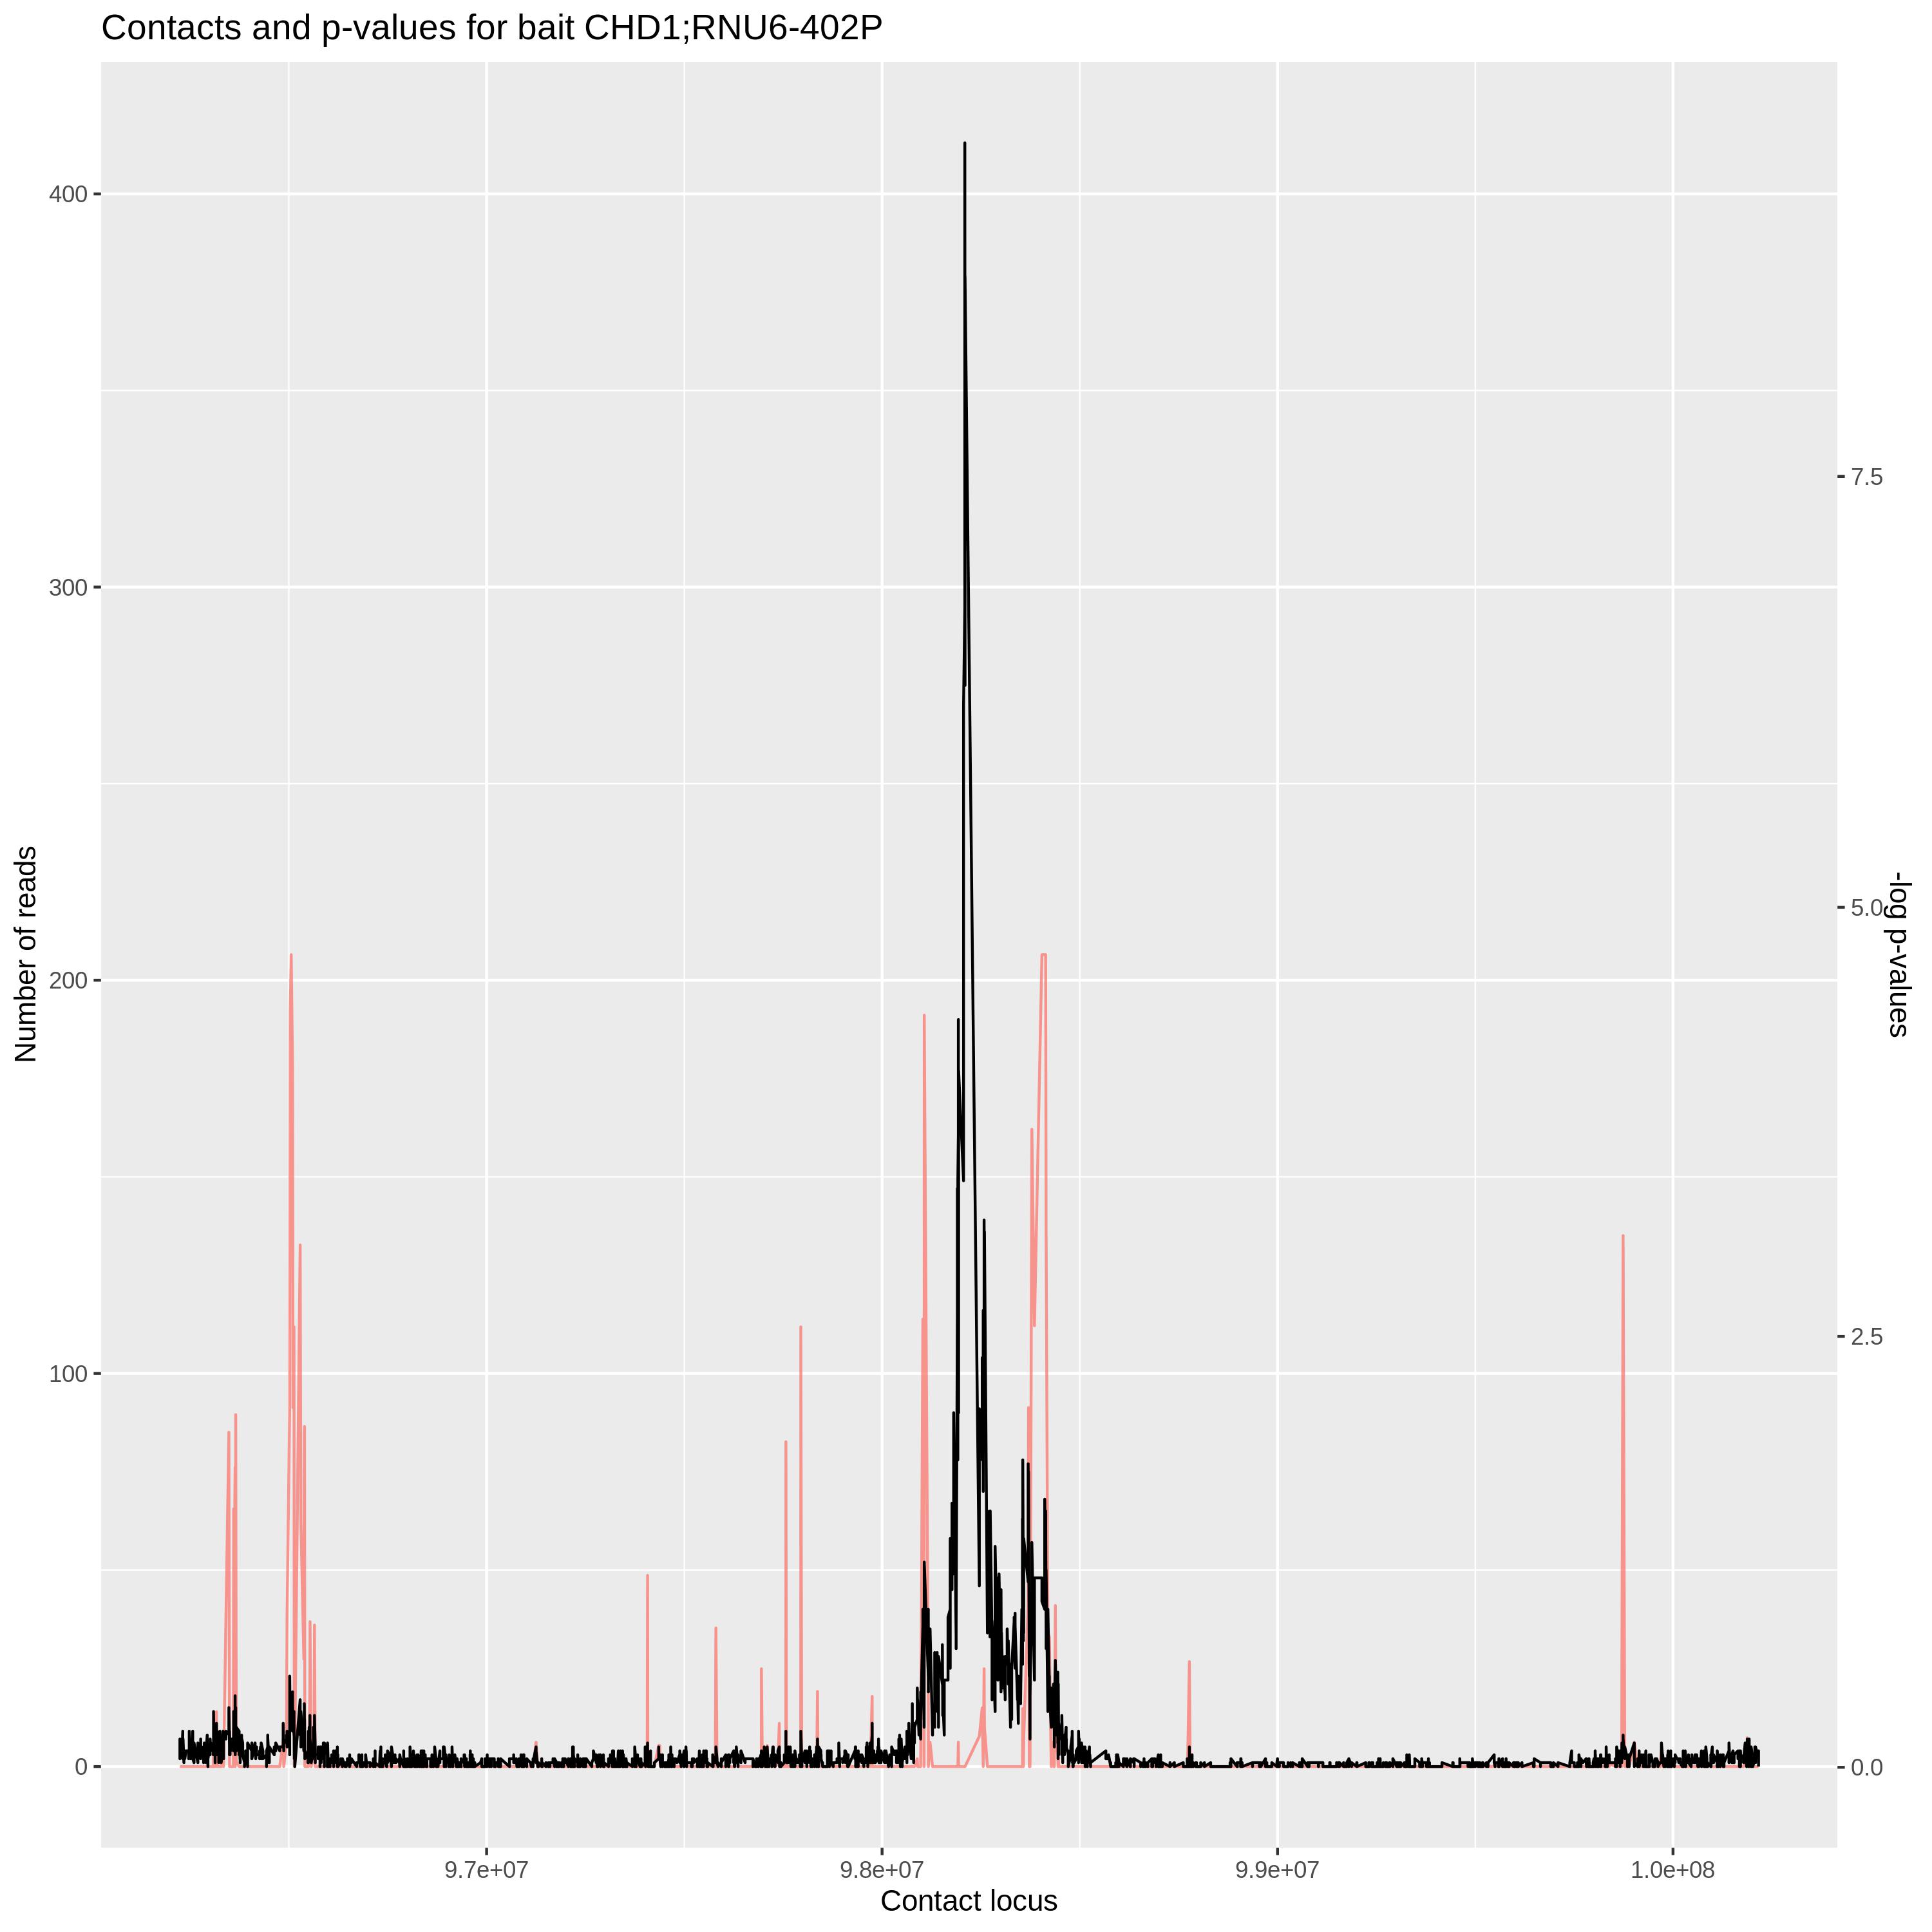 Contacts and p-values for bait CHD1;RNU6-402P
400
300
200
100
0
Number of reads
7.5
5.0
2.5
0.0
-log p-values
9.7e+07 9.8e+07 9.9e+07 1.0e+08
Contact locus